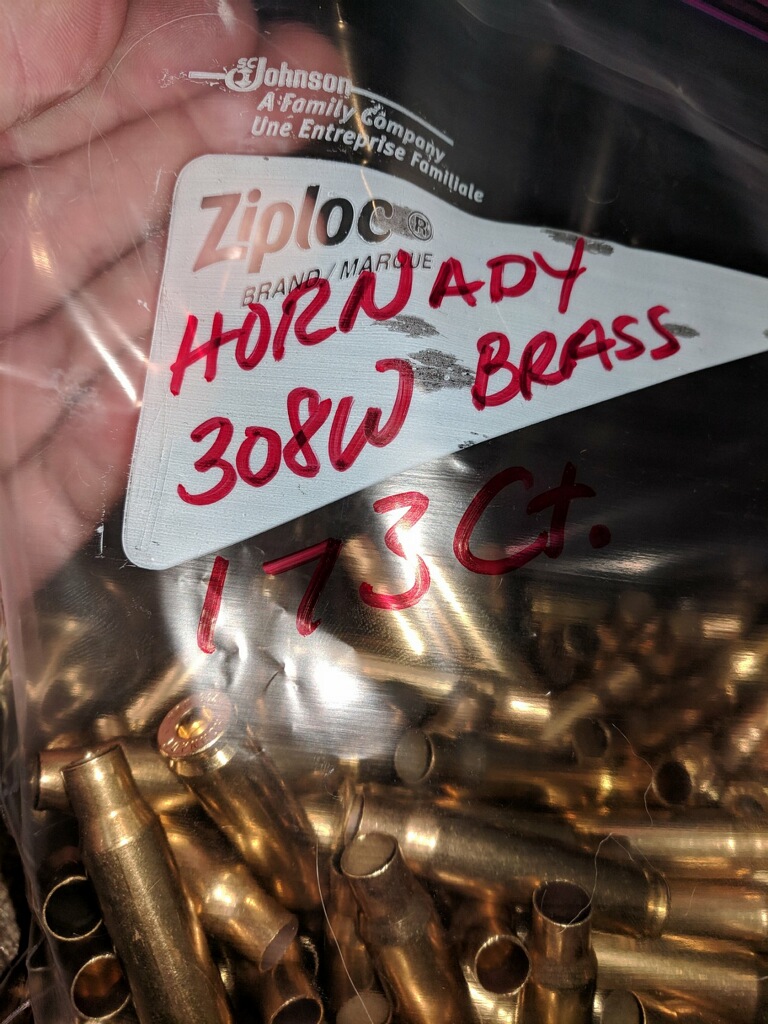 SC Johnson
A Family Company
Une Entreprise Familiale
Ziploc®
BRAND / MARQUE
HORNADY
308W BRASS
173 Ct.